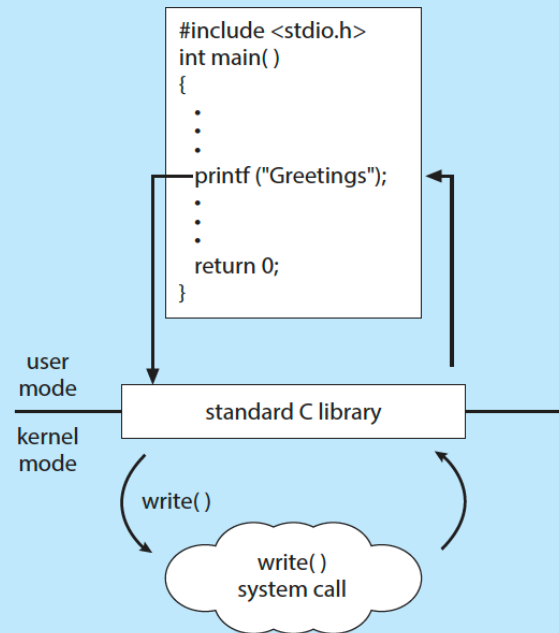 #include <stdio.h>
int main( )
{
•
•
•
printf ("Greetings");
•
•
•
return 0;
}
user
mode
standard C library
kernel
mode
write( )
write( )
system call